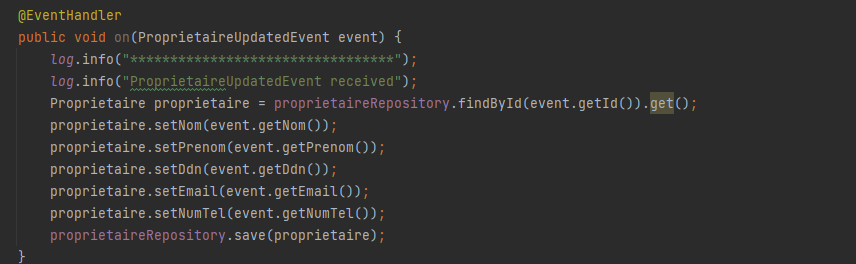 @EventHandler
public void on(ProprietaireUpdatedEvent event) {
    log.info("*********************************");
    log.info("ProprietaireUpdatedEvent received");
    Proprietaire proprietaire = proprietaireRepository.findById(event.getId()).get();
    proprietaire.setNom(event.getNom());
    proprietaire.setPrenom(event.getPrenom());
    proprietaire.setDdn(event.getDdn());
    proprietaire.setEmail(event.getEmail());
    proprietaire.setNumTel(event.getNumTel());
    proprietaireRepository.save(proprietaire);
}